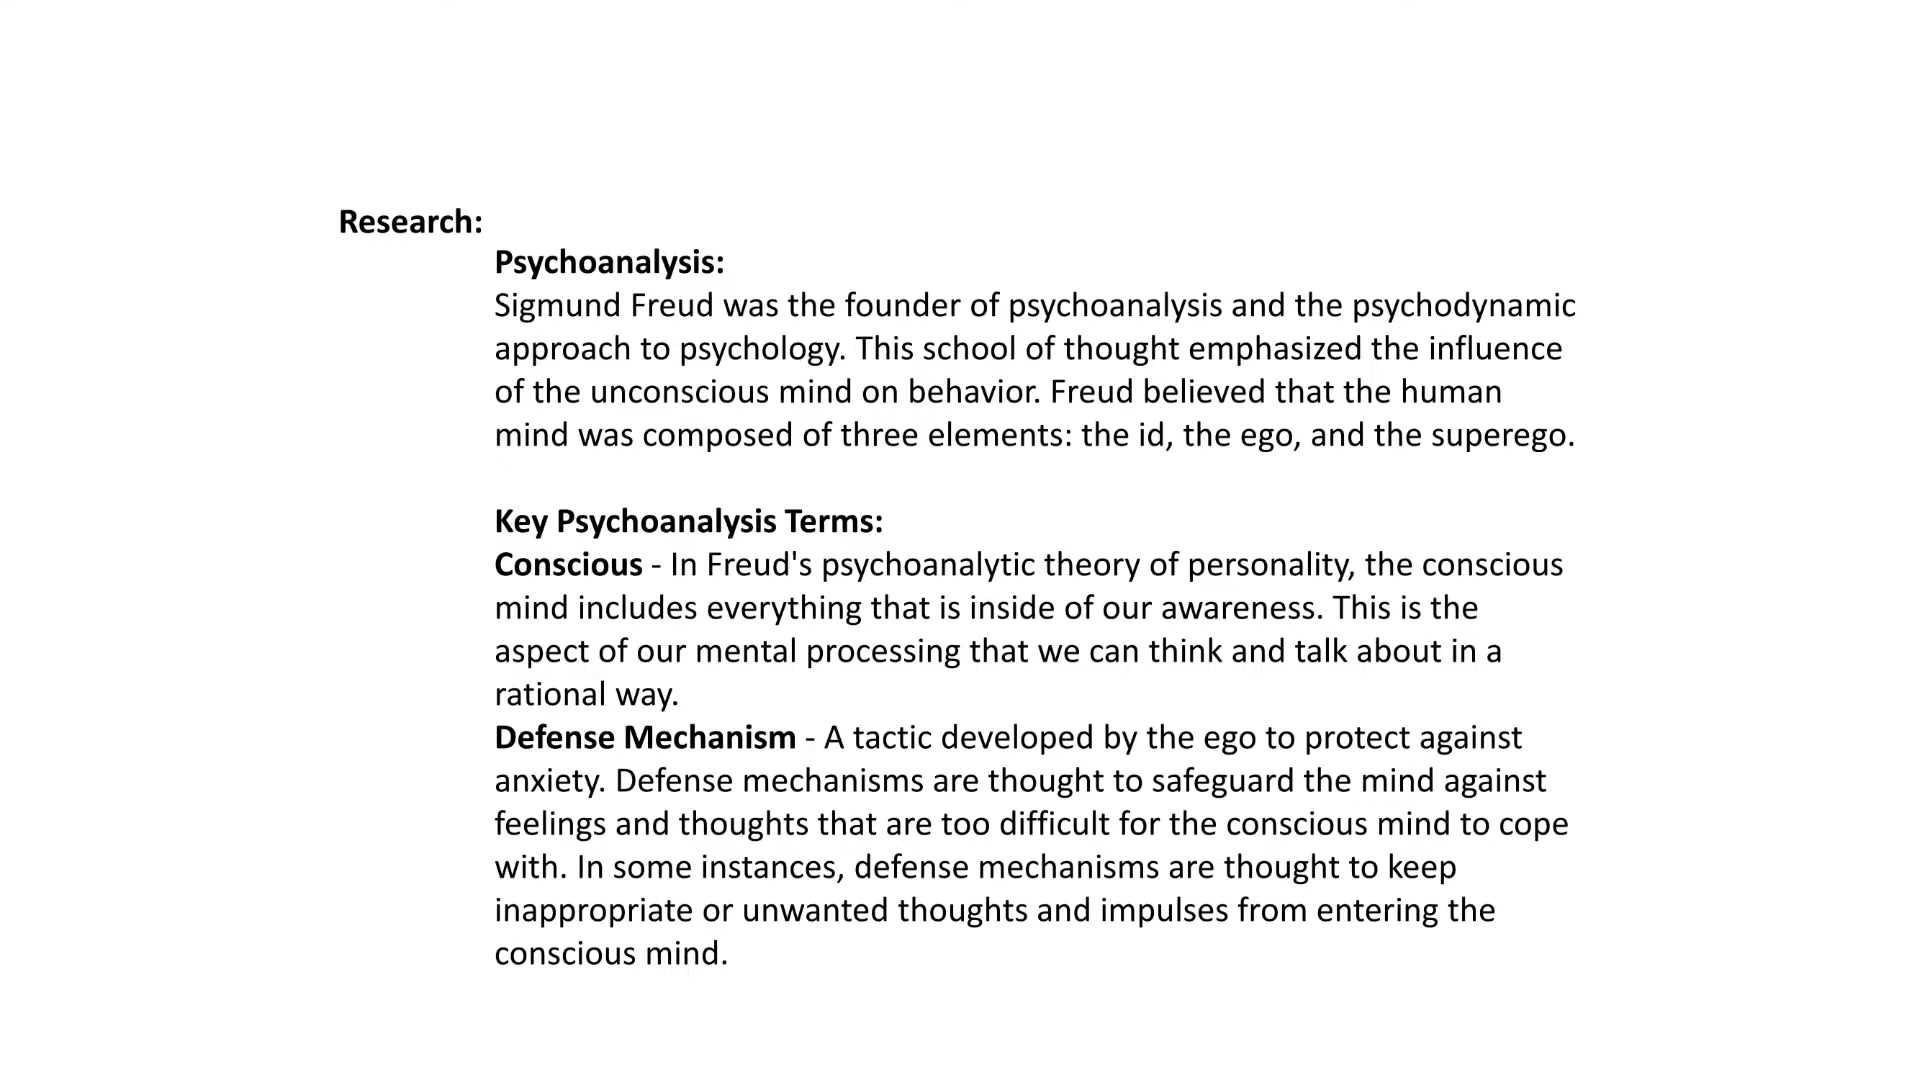 Research:
Psychoanalysis:
Sigmund Freud was the founder of psychoanalysis and the psychodynamic
approach to psychology. This school of thought emphasized the influence
of the unconscious mind on behavior. Freud believed that the human
mind was composed of three elements: the id, the ego, and the superego.
Key Psychoanalysis Terms:
Conscious - In Freud's psychoanalytic theory of personality, the conscious
mind includes everything that is inside of our awareness. This is the
aspect of our mental processing that we can think and talk about in a
rational way.
Defense Mechanism - A tactic developed by the ego to protect against
anxiety. Defense mechanisms are thought to safeguard the mind against
feelings and thoughts that are too difficult for the conscious mind to cope
with. In some instances, defense mechanisms are thought to keep
inappropriate or unwanted thoughts and impulses from entering the
conscious mind.